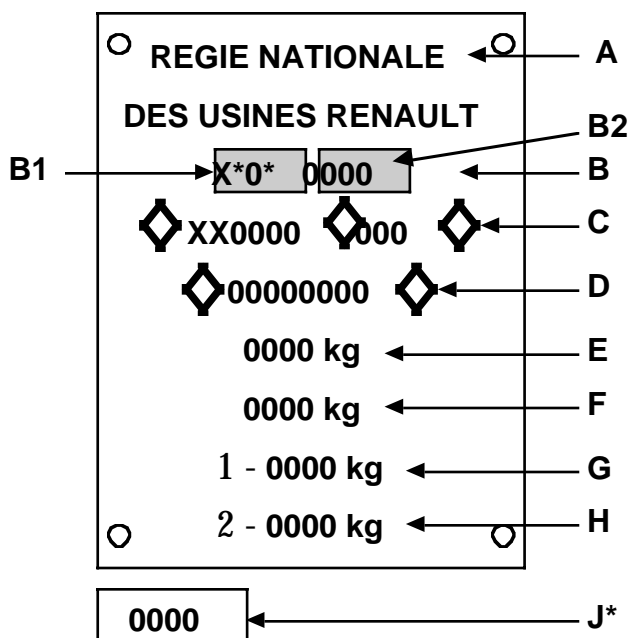 REGIE NATIONALE A
DES USINES RENAULT
B2
B1 X*0* 0000 B
XX0000 000 C
00000000 D
0000 kg E
0000 kg F
1 - 0000 kg G
2 - 0000 kg H
0000 J*